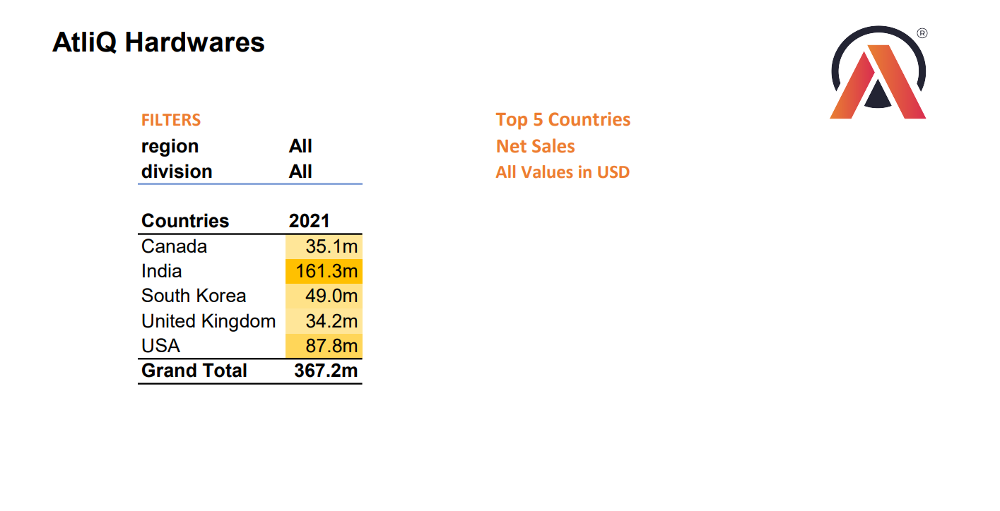 AtliQ Hardwares
®
FILTERS
region All
division All
Top 5 Countries
Net Sales
All Values in USD
Countries 2021
Canada 35.1m
India 161.3m
South Korea 49.0m
United Kingdom 34.2m
USA 87.8m
Grand Total 367.2m